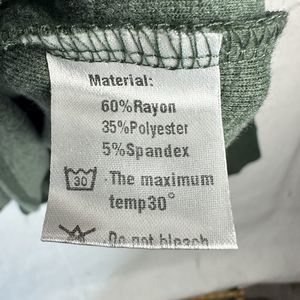 Material:
60%Rayon
35%Polyester
5%Spandex
30 The maximum
temp30°
Do not bleach